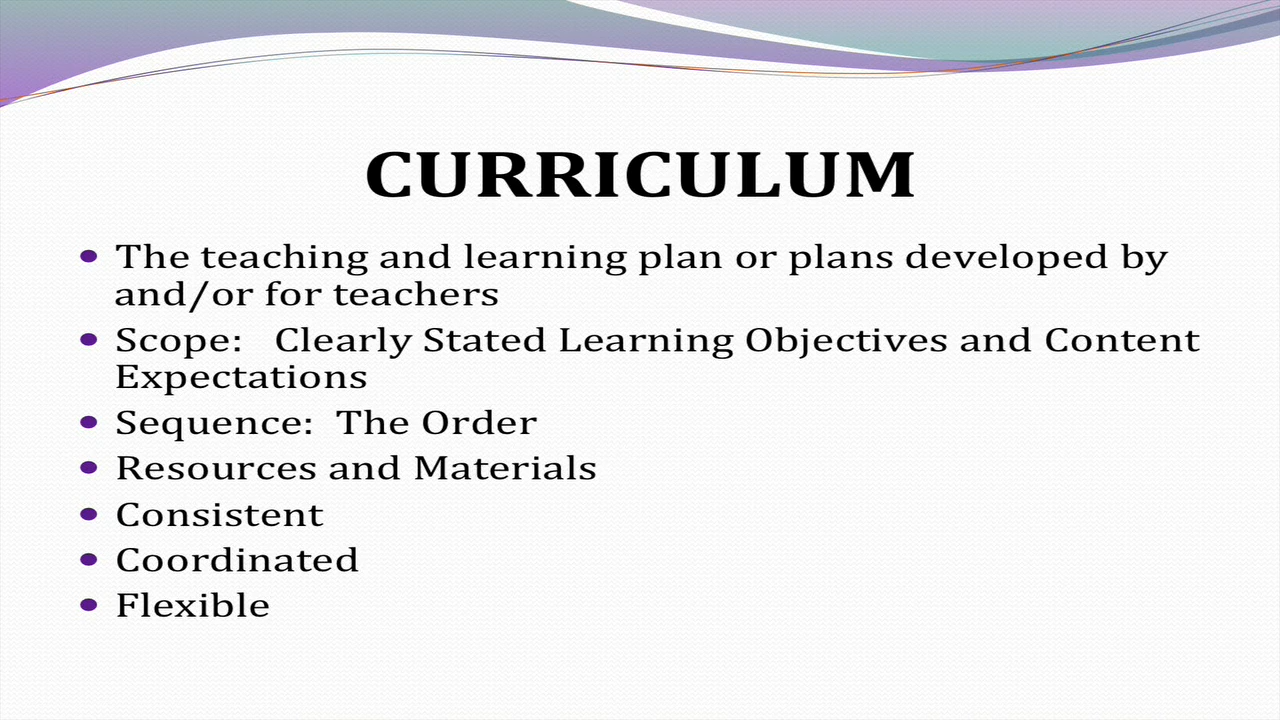 CURRICULUM
• The teaching and learning plan or plans developed by
and/or for teachers
• Scope:   Clearly Stated Learning Objectives and Content
Expectations
• Sequence:  The Order
• Resources and Materials
• Consistent
• Coordinated
• Flexible